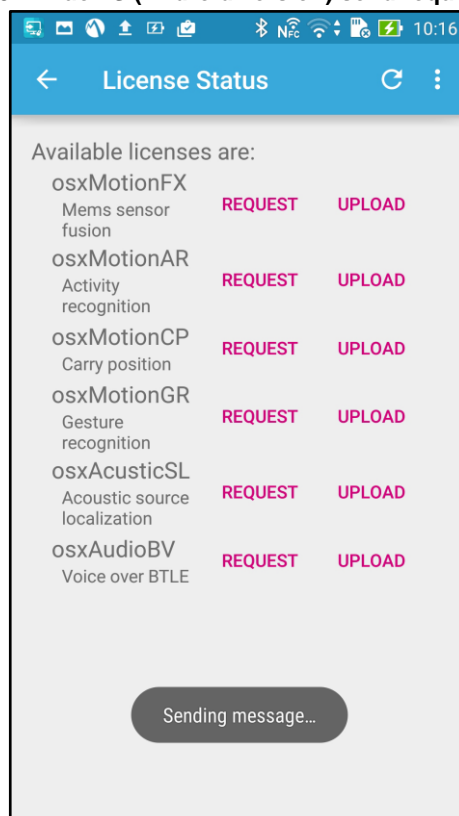 10:16
License Status
Available licenses are:
osxMotionFX
Mems sensor
fusion
REQUEST UPLOAD
osxMotionAR
Activity
recognition
REQUEST UPLOAD
osxMotionCP
Carry position
REQUEST UPLOAD
osxMotionGR
Gesture
recognition
REQUEST UPLOAD
osxAcusticSL
Acoustic source
localization
REQUEST UPLOAD
osxAudioBV
Voice over BTLE
REQUEST UPLOAD
Sending message...